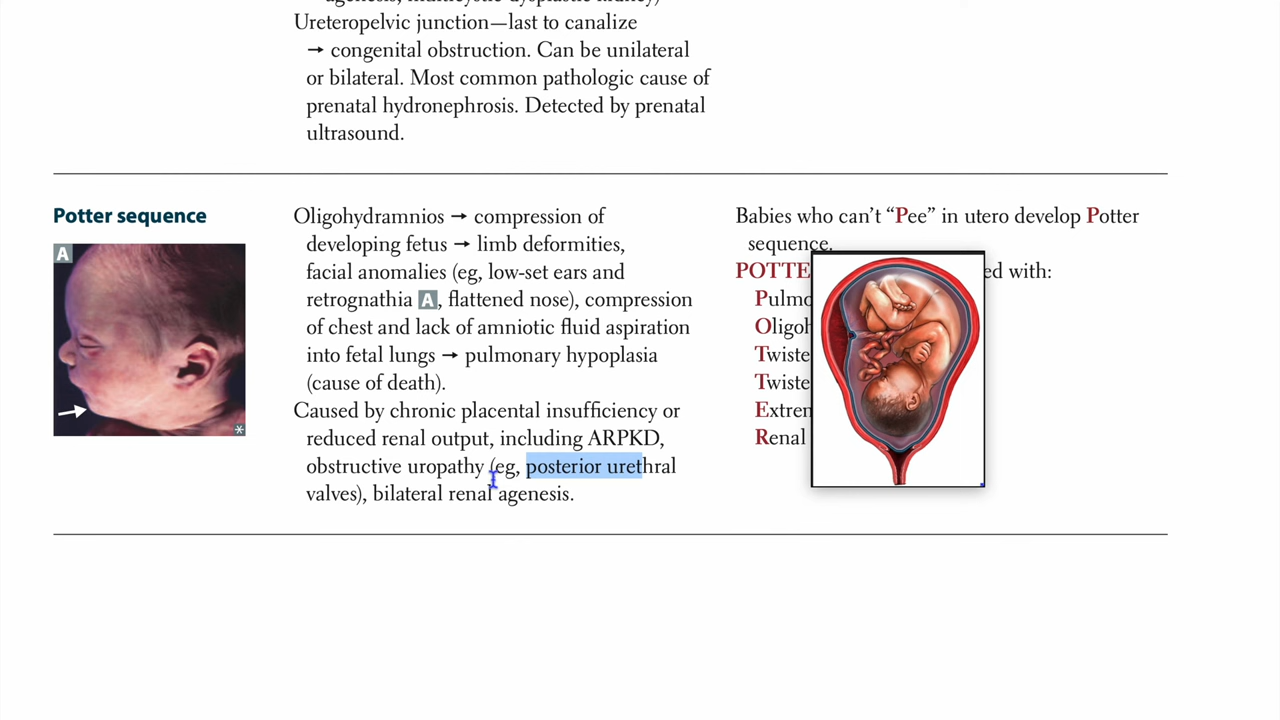 Ureteropelvic junction—last to canalize
→ congenital obstruction. Can be unilateral
or bilateral. Most common pathologic cause of
prenatal hydronephrosis. Detected by prenatal
ultrasound.
Potter sequence
A
Oligohydramnios → compression of
developing fetus → limb deformities,
facial anomalies (eg, low-set ears and
retrognathia A, flattened nose), compression
of chest and lack of amniotic fluid aspiration
into fetal lungs → pulmonary hypoplasia
(cause of death).
Caused by chronic placental insufficiency or
reduced renal output, including ARPKD,
obstructive uropathy (eg, posterior urethral
valves), bilateral renal agenesis.
Babies who can't “Pee” in utero develop Potter
sequence.
POTTE ed with:
Pulmo
Oligoh
Twiste
Twiste
Extrem
Renal